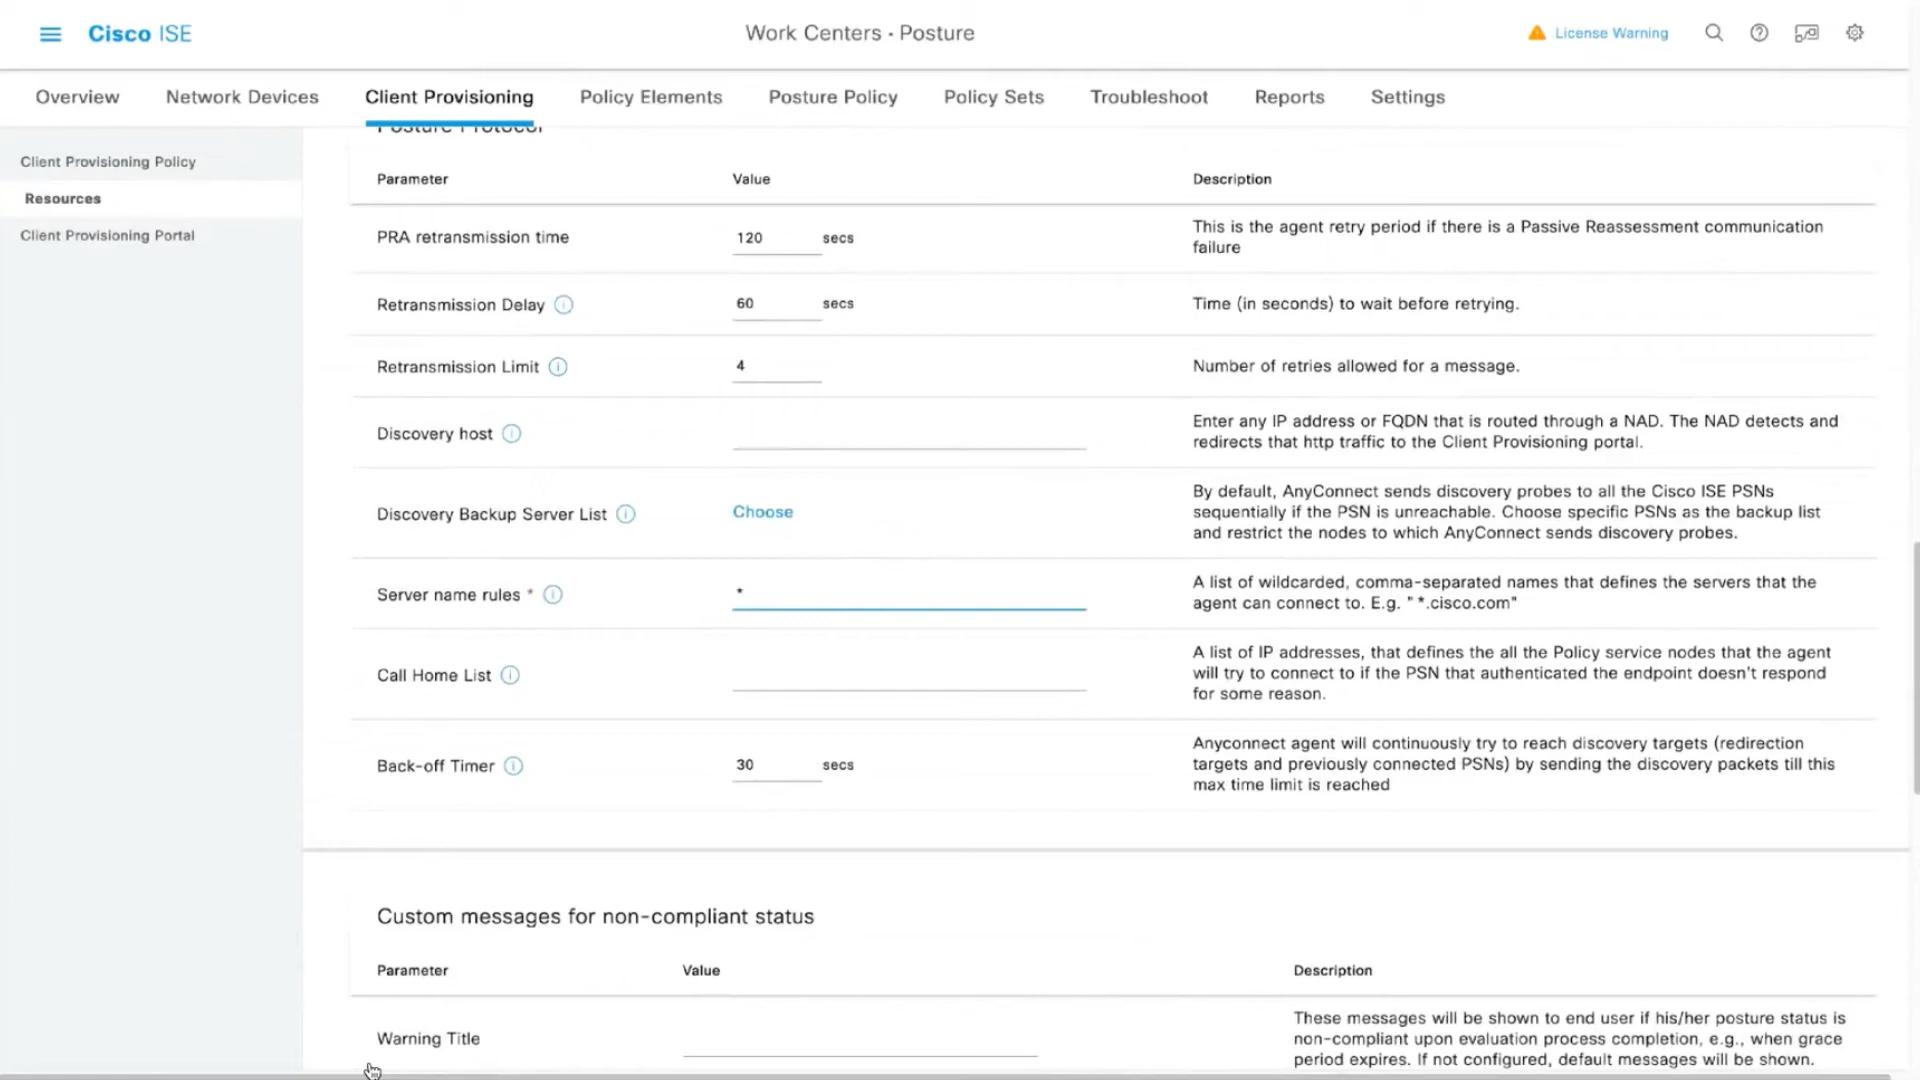 Cisco ISE
Work Centers · Posture
License Warning
Overview
Network Devices
Client Provisioning
Policy Elements
Posture Policy
Policy Sets
Troubleshoot
Reports
Settings
Client Provisioning Policy
Resources
Client Provisioning Portal
Posture Protocol
Parameter
Value
Description
PRA retransmission time
120 secs
This is the agent retry period if there is a Passive Reassessment communication
failure
Retransmission Delay
60 secs
Time (in seconds) to wait before retrying.
Retransmission Limit
4
Number of retries allowed for a message.
Discovery host
Enter any IP address or FQDN that is routed through a NAD. The NAD detects and
redirects that http traffic to the Client Provisioning portal.
Discovery Backup Server List
Choose
By default, AnyConnect sends discovery probes to all the Cisco ISE PSNs
sequentially if the PSN is unreachable. Choose specific PSNs as the backup list
and restrict the nodes to which AnyConnect sends discovery probes.
Server name rules *
*
A list of wildcarded, comma-separated names that defines the servers that the
agent can connect to. E.g. " *.cisco.com"
Call Home List
A list of IP addresses, that defines the all the Policy service nodes that the agent
will try to connect to if the PSN that authenticated the endpoint doesn't respond
for some reason.
Back-off Timer
30 secs
Anyconnect agent will continuously try to reach discovery targets (redirection
targets and previously connected PSNs) by sending the discovery packets till this
max time limit is reached
Custom messages for non-compliant status
Parameter
Value
Description
Warning Title
These messages will be shown to end user if his/her posture status is
non-compliant upon evaluation process completion, e.g., when grace
period expires. If not configured, default messages will be shown.